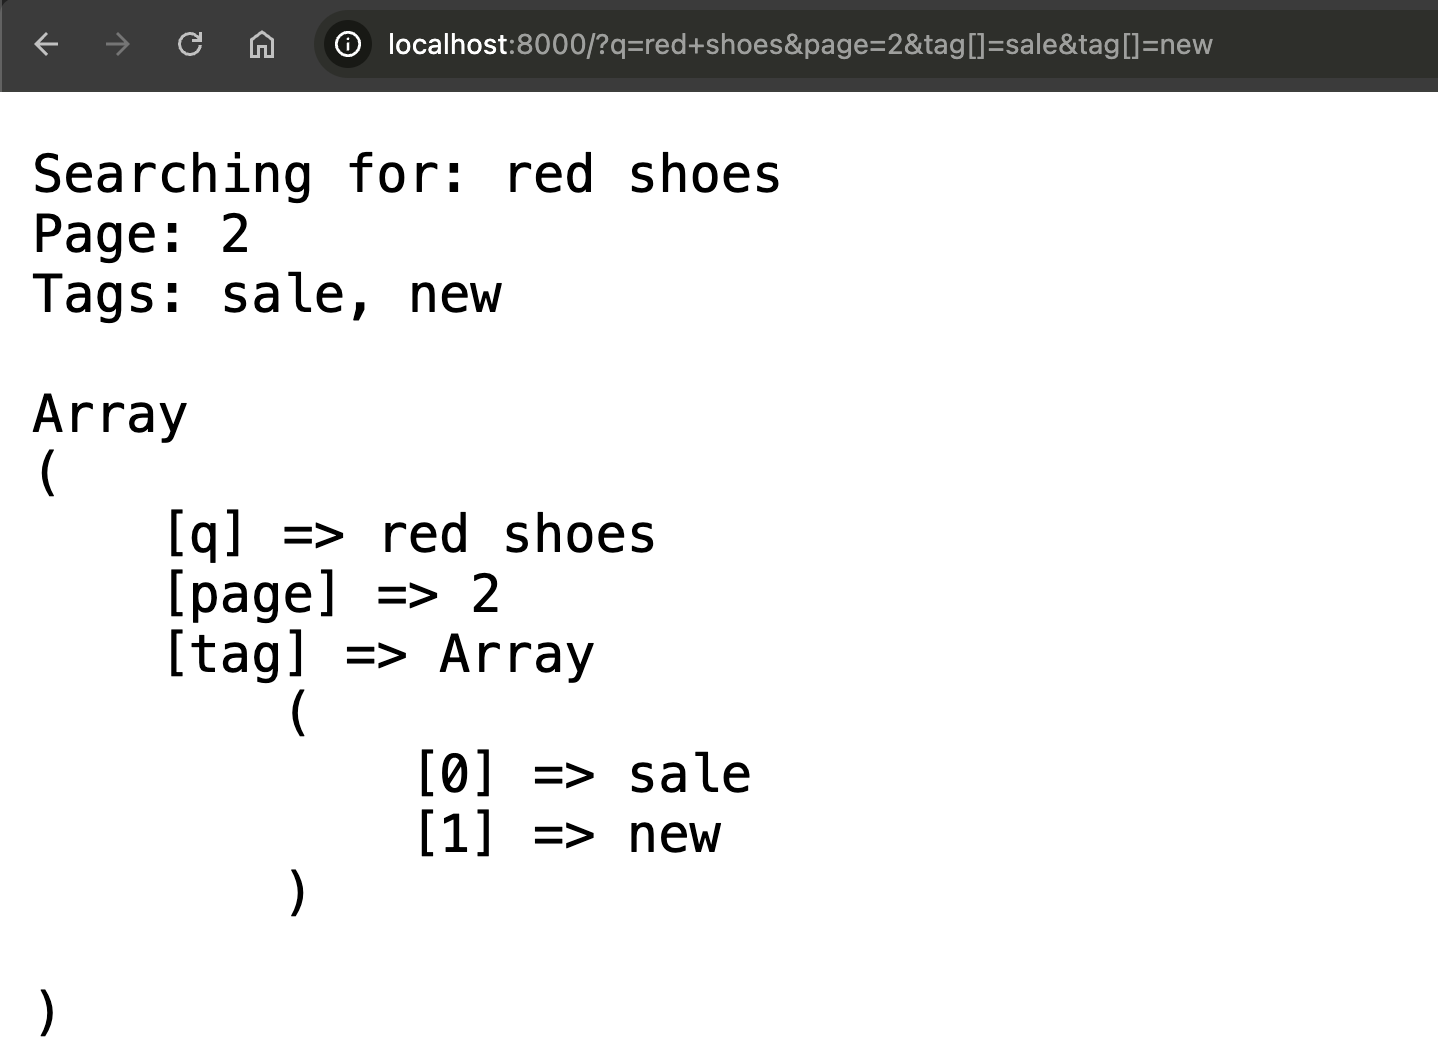 localhost:8000/?q=red+shoes&page=2&tag[]=sale&tag[]=new
Searching for: red shoes
Page: 2
Tags: sale, new
Array
(
    [q] => red shoes
    [page] => 2
    [tag] => Array
        (
            [0] => sale
            [1] => new
        )
)